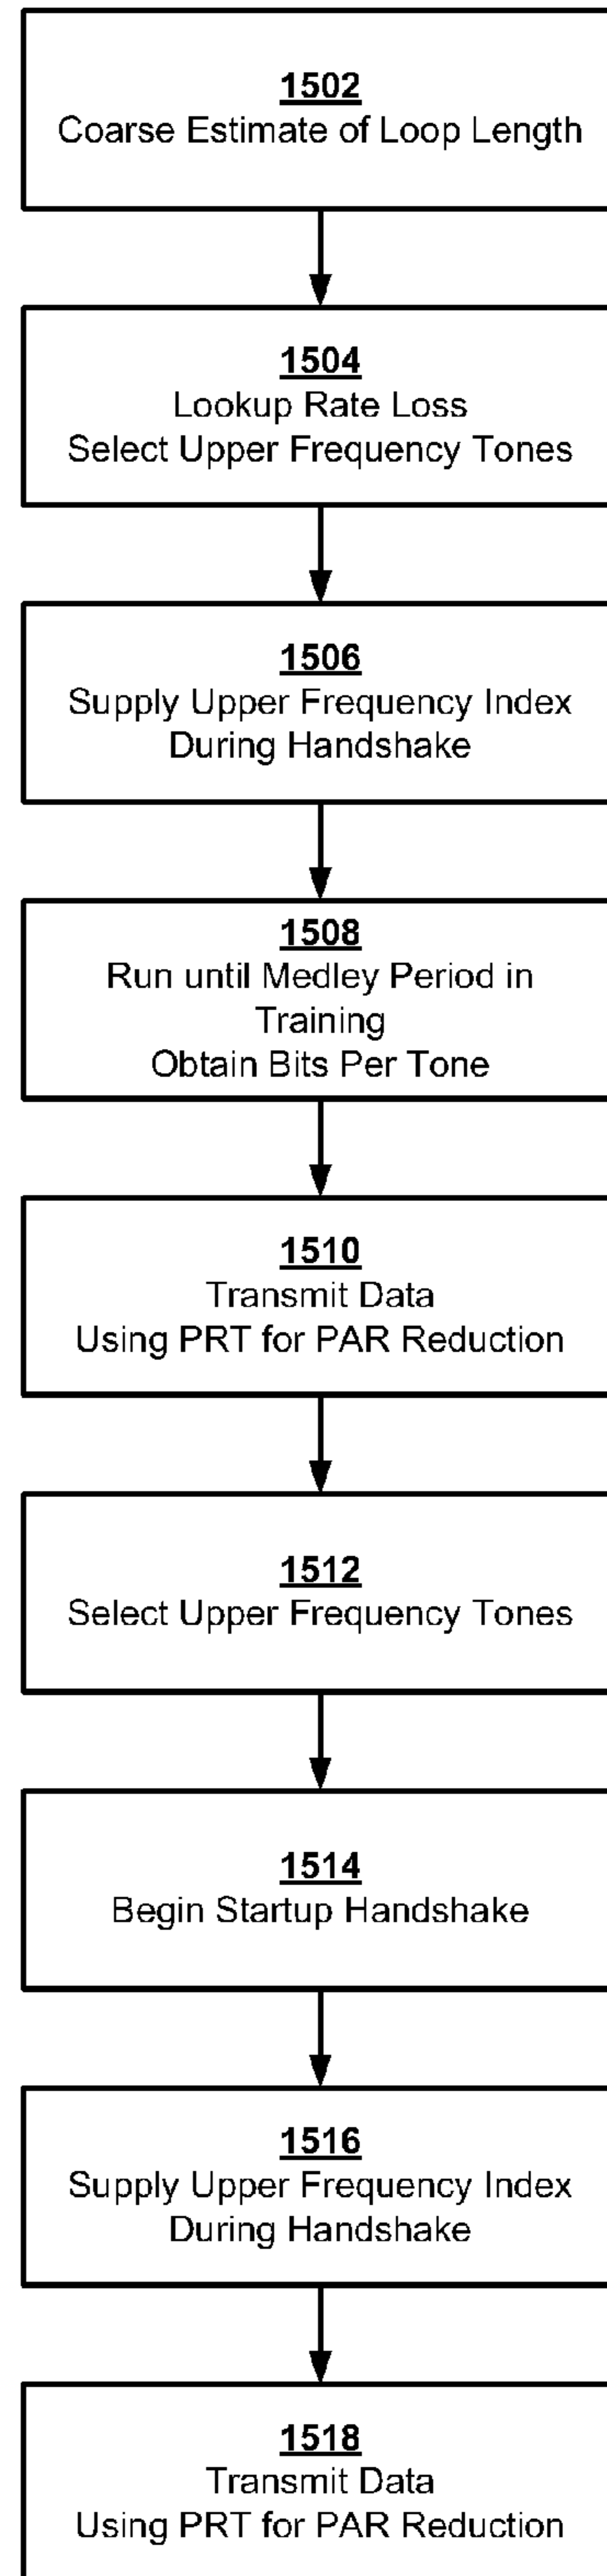 1502
Coarse Estimate of Loop Length
1504
Lookup Rate Loss
Select Upper Frequency Tones
1506
Supply Upper Frequency Index
During Handshake
1508
Run until Medley Period in
Training
Obtain Bits Per Tone
1510
Transmit Data
Using PRT for PAR Reduction
1512
Select Upper Frequency Tones
1514
Begin Startup Handshake
1516
Supply Upper Frequency Index
During Handshake
1518
Transmit Data
Using PRT for PAR Reduction